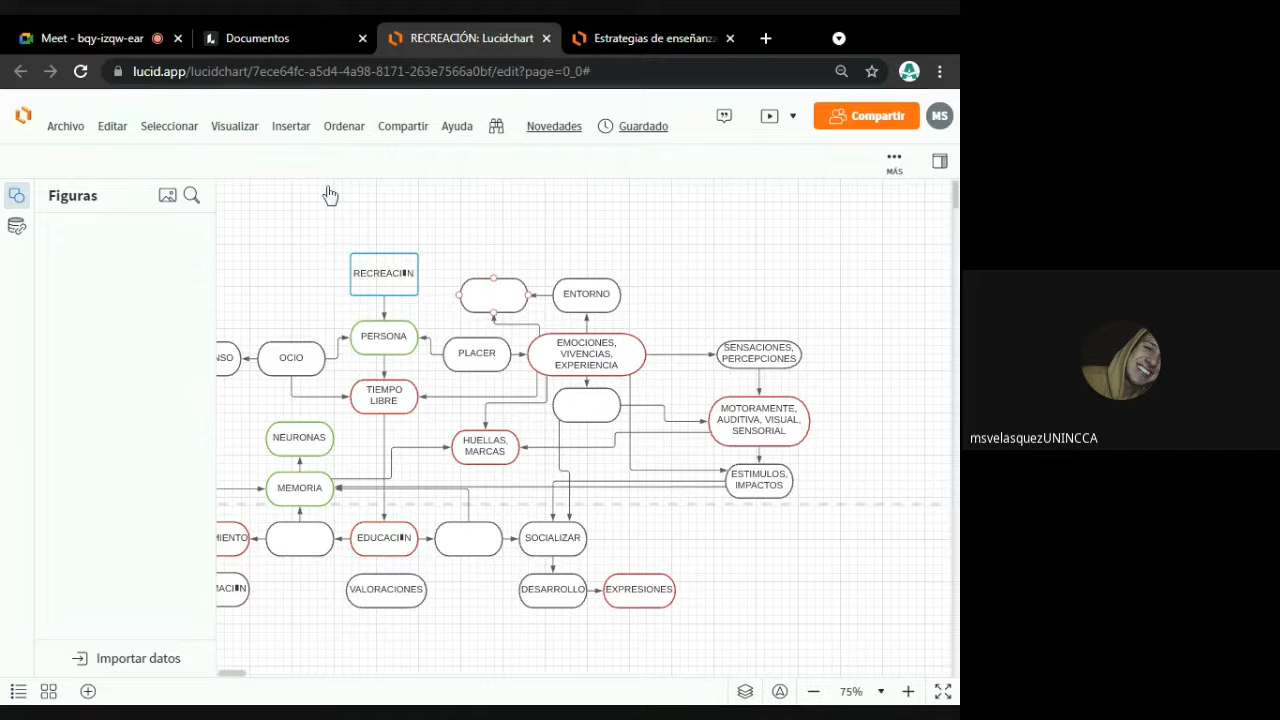 Meet - bqy-izqw-ear
Documentos
RECREACIÓN: Lucidchart
Estrategias de enseñanza
lucid.app/lucidchart/7ece64fc-a5d4-4a98-8171-263e7566a0bf/edit?page=0_0#
Archivo Editar Seleccionar Visualizar Insertar Ordenar Compartir Ayuda Novedades Guardado
Compartir
MS
MÁS
Figuras
RECREACI▮N
ENTORNO
PERSONA
NSO
OCIO
PLACER
EMOCIONES,
VIVENCIAS,
EXPERIENCIA
SENSACIONES,
PERCEPCIONES
TIEMPO
LIBRE
MOTORAMENTE,
AUDITIVA, VISUAL,
SENSORIAL
NEURONAS
HUELLAS,
MARCAS
MEMORIA
ESTIMULOS,
IMPACTOS
MIENTO
EDUCACI▮N
SOCIALIZAR
MACI▮N
VALORACIONES
DESARROLLO
EXPRESIONES
Importar datos
75%
msvelasquezUNINCCA